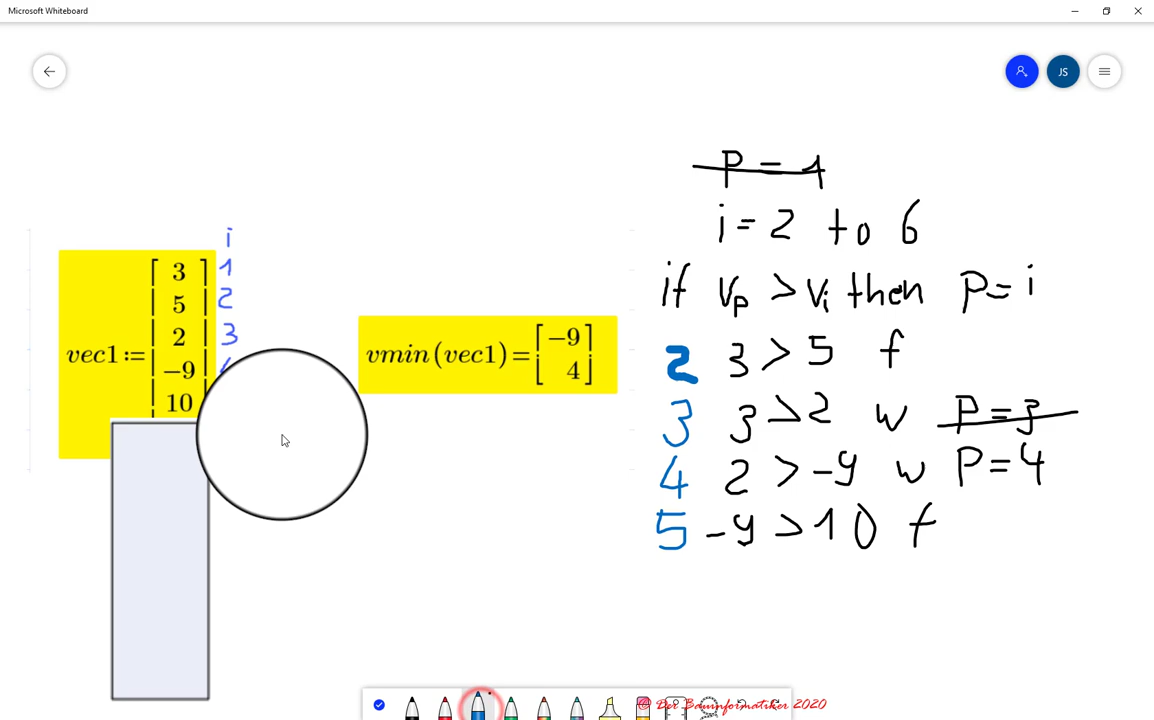 Microsoft Whiteboard
JS
i
vec1:=
3 1
5 2
2 3
−9
10
vmin(vec1)=
−9
4
P = 1
i = 2 to 6
if vp > vi then P = i
2 3 > 5 f
3 3 > 2 w P = 3
4 2 > -9 w P = 4
5 -9 > 10 f
Der Bauinformatiker 2020